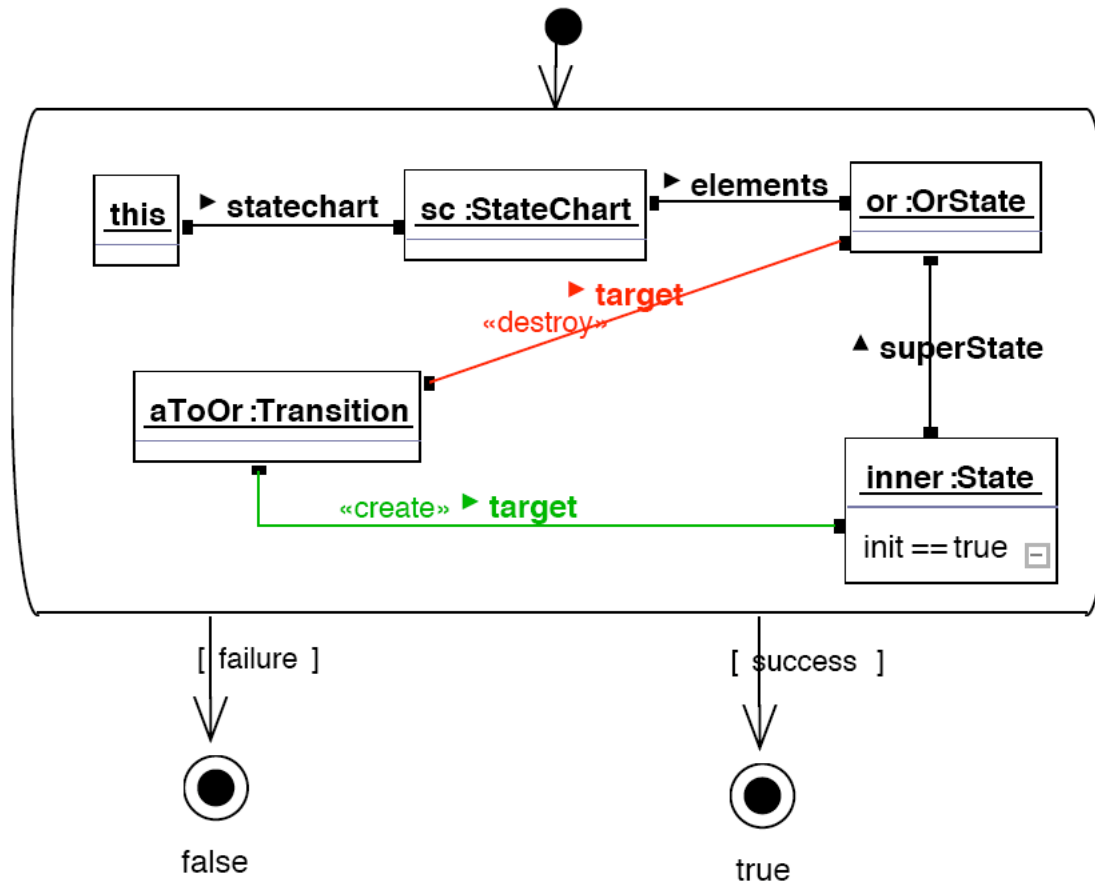 this
▸ statechart
sc :StateChart
▸ elements
or :OrState
▸ target
«destroy»
▴ superState
aToOr :Transition
inner :State
init == true
«create» ▸ target
[ failure ]
[ success ]
false
true